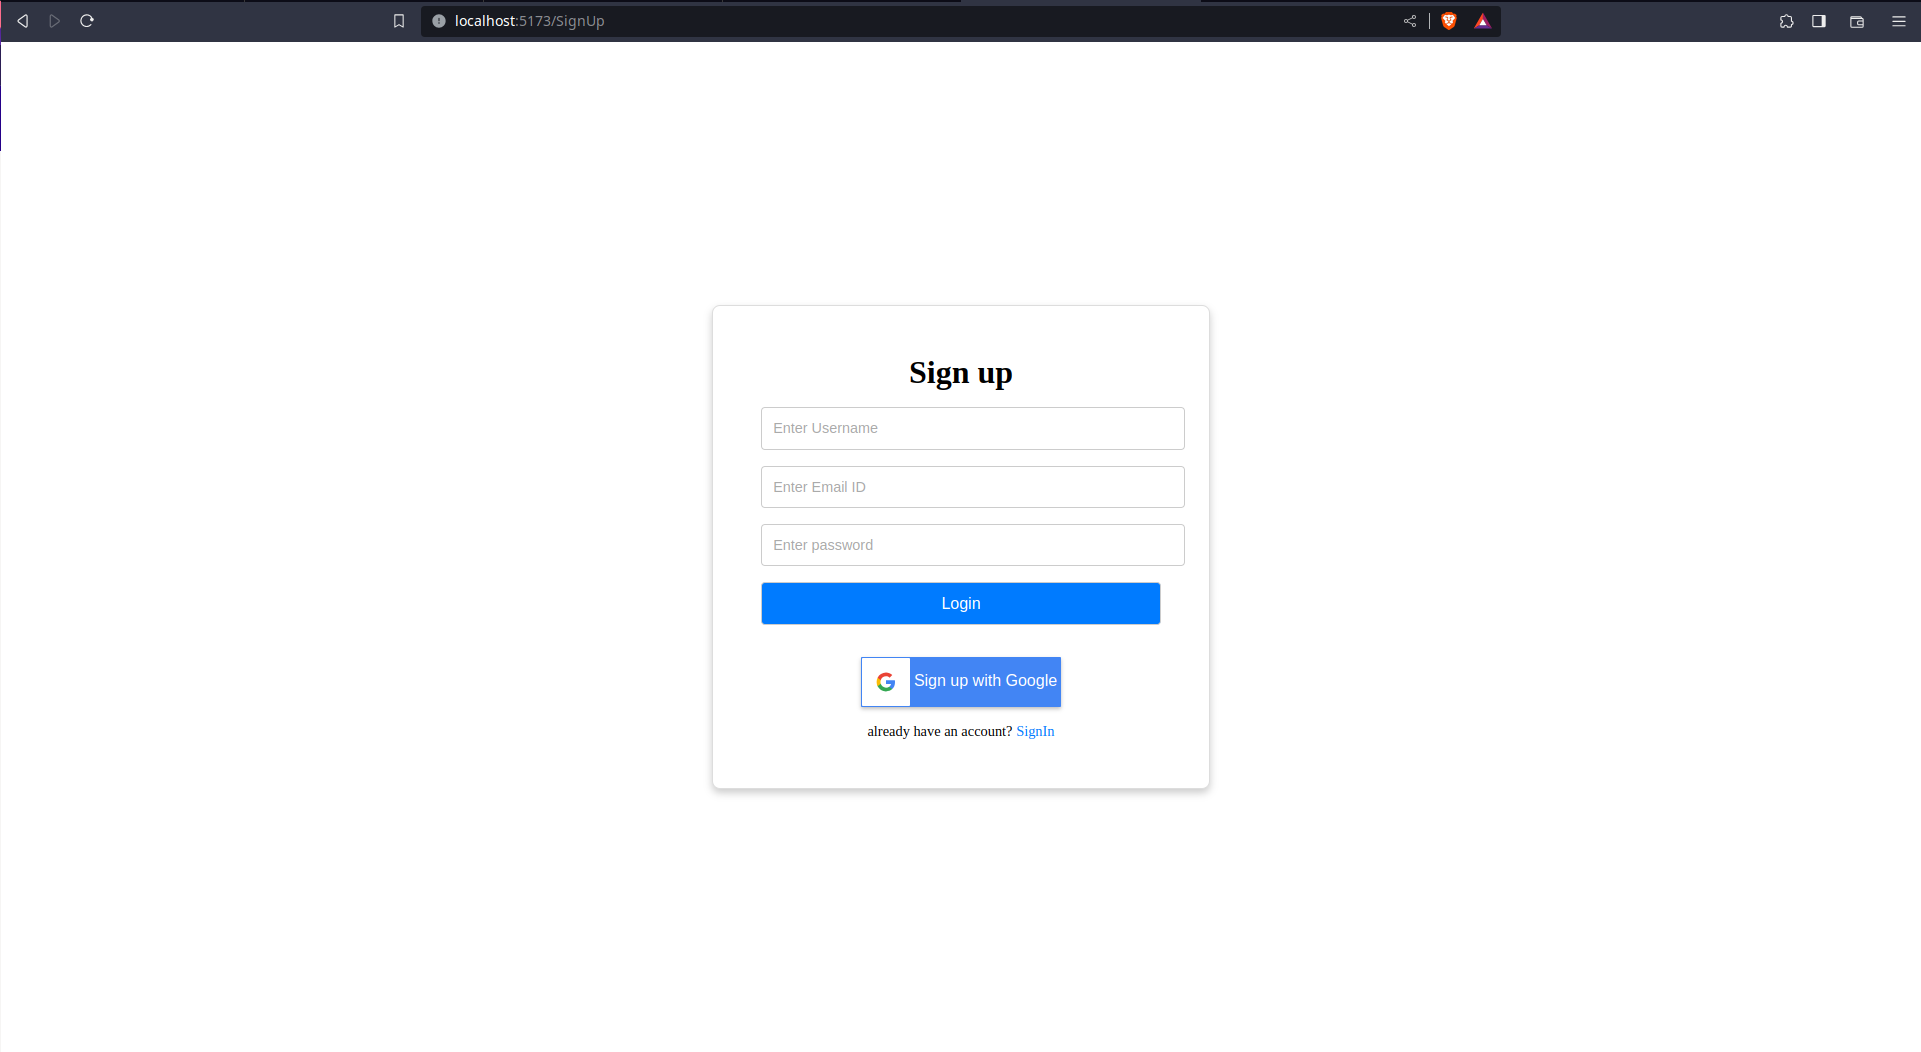 localhost:5173/SignUp
Sign up
Enter Username
Enter Email ID
Enter password
Login
Sign up with Google
already have an account? SignIn